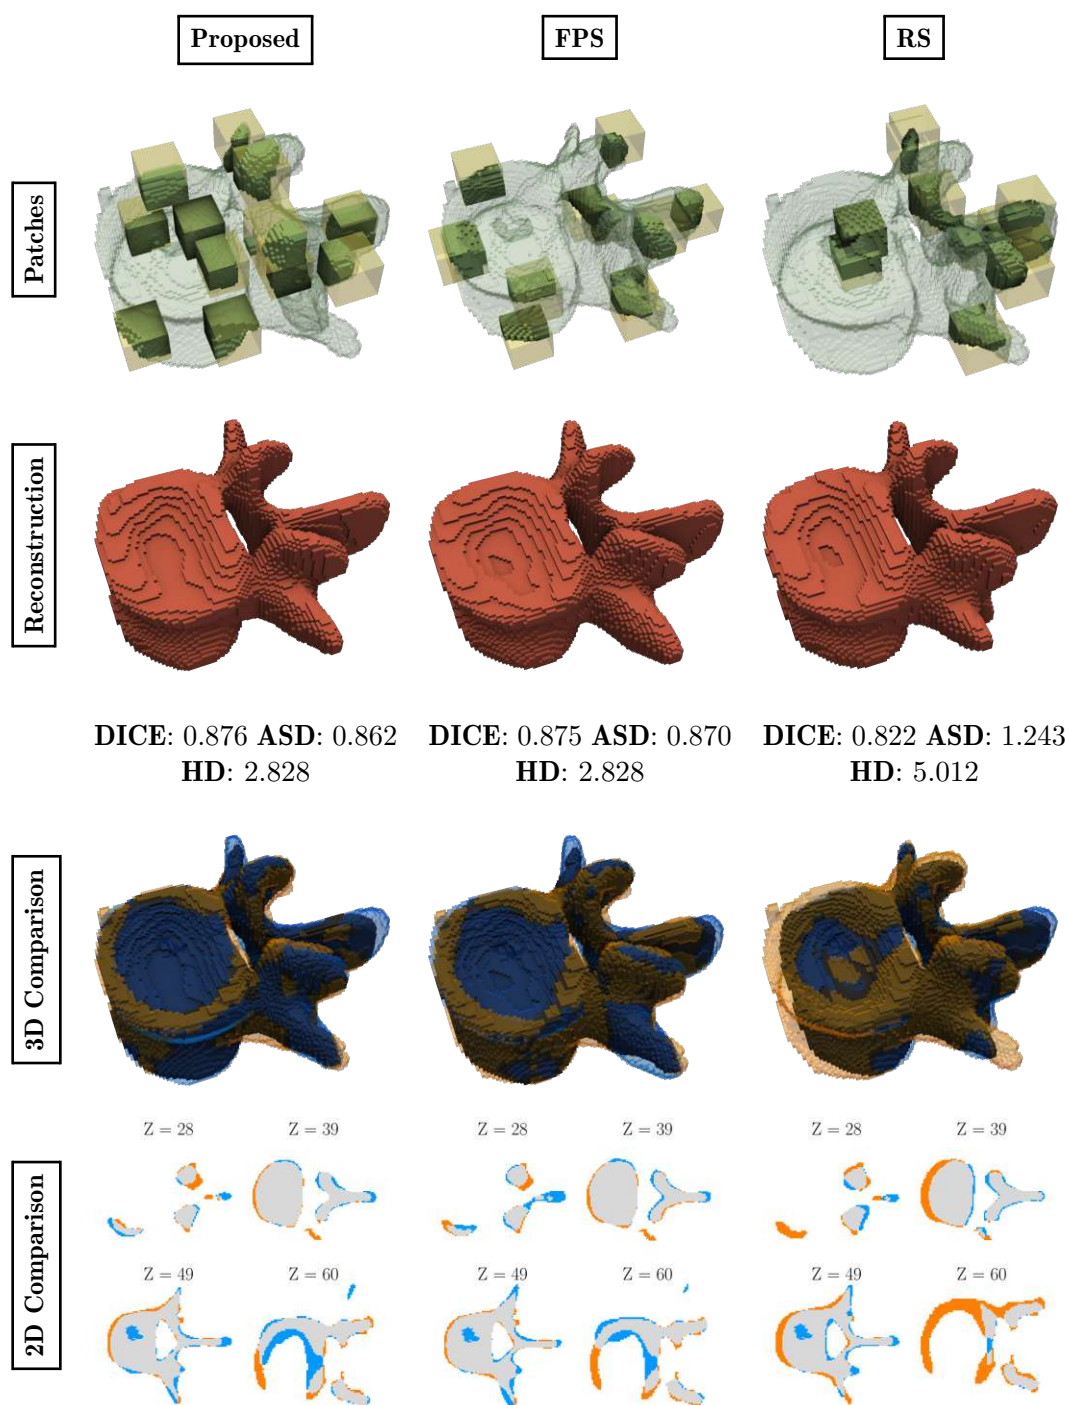 Proposed
FPS
RS
Patches
Reconstruction
DICE: 0.876 ASD: 0.862
HD: 2.828
DICE: 0.875 ASD: 0.870
HD: 2.828
DICE: 0.822 ASD: 1.243
HD: 5.012
3D Comparison
2D Comparison
Z = 28
Z = 39
Z = 28
Z = 39
Z = 28
Z = 39
Z = 49
Z = 60
Z = 49
Z = 60
Z = 49
Z = 60